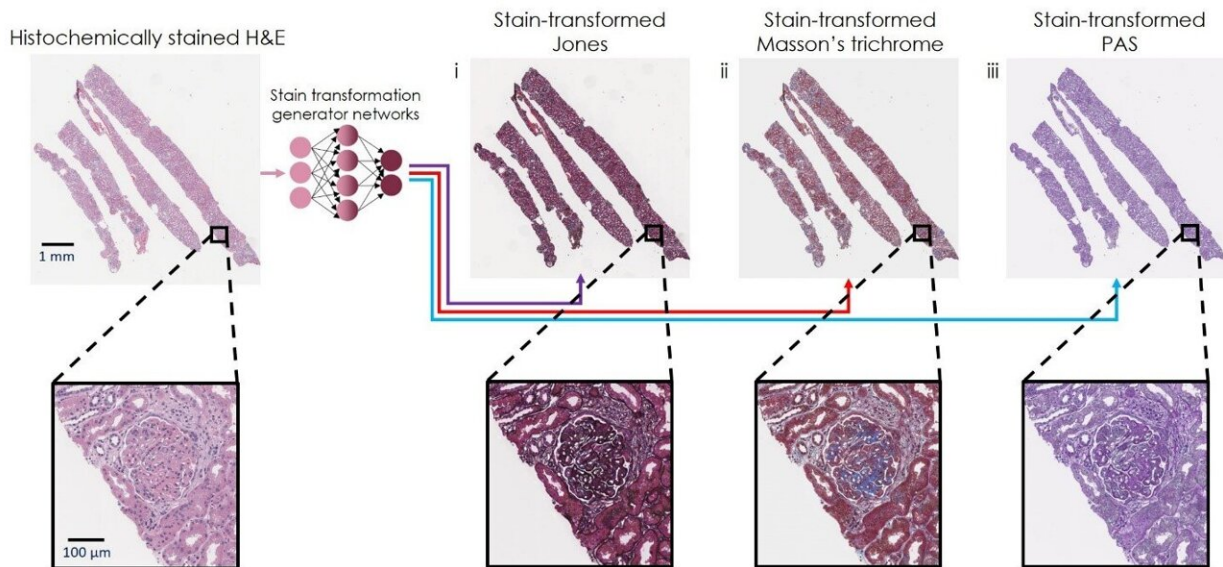 Histochemically stained H&E
Stain transformation
generator networks
Stain-transformed
Jones
Stain-transformed
Masson's trichrome
Stain-transformed
PAS
i
ii
iii
1 mm
100 μm